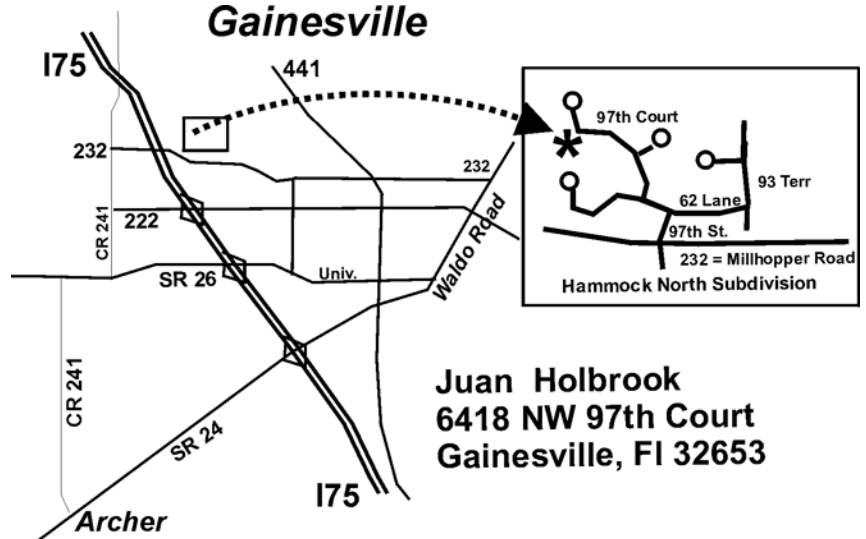 Gainesville
I75
441
97th Court
232
232
93 Terr
62 Lane
CR 241
222
Waldo Road
97th St.
232 = Millhopper Road
SR 26
Univ.
Hammock North Subdivision
CR 241
SR 24
Juan Holbrook
6418 NW 97th Court
Gainesville, Fl 32653
I75
Archer